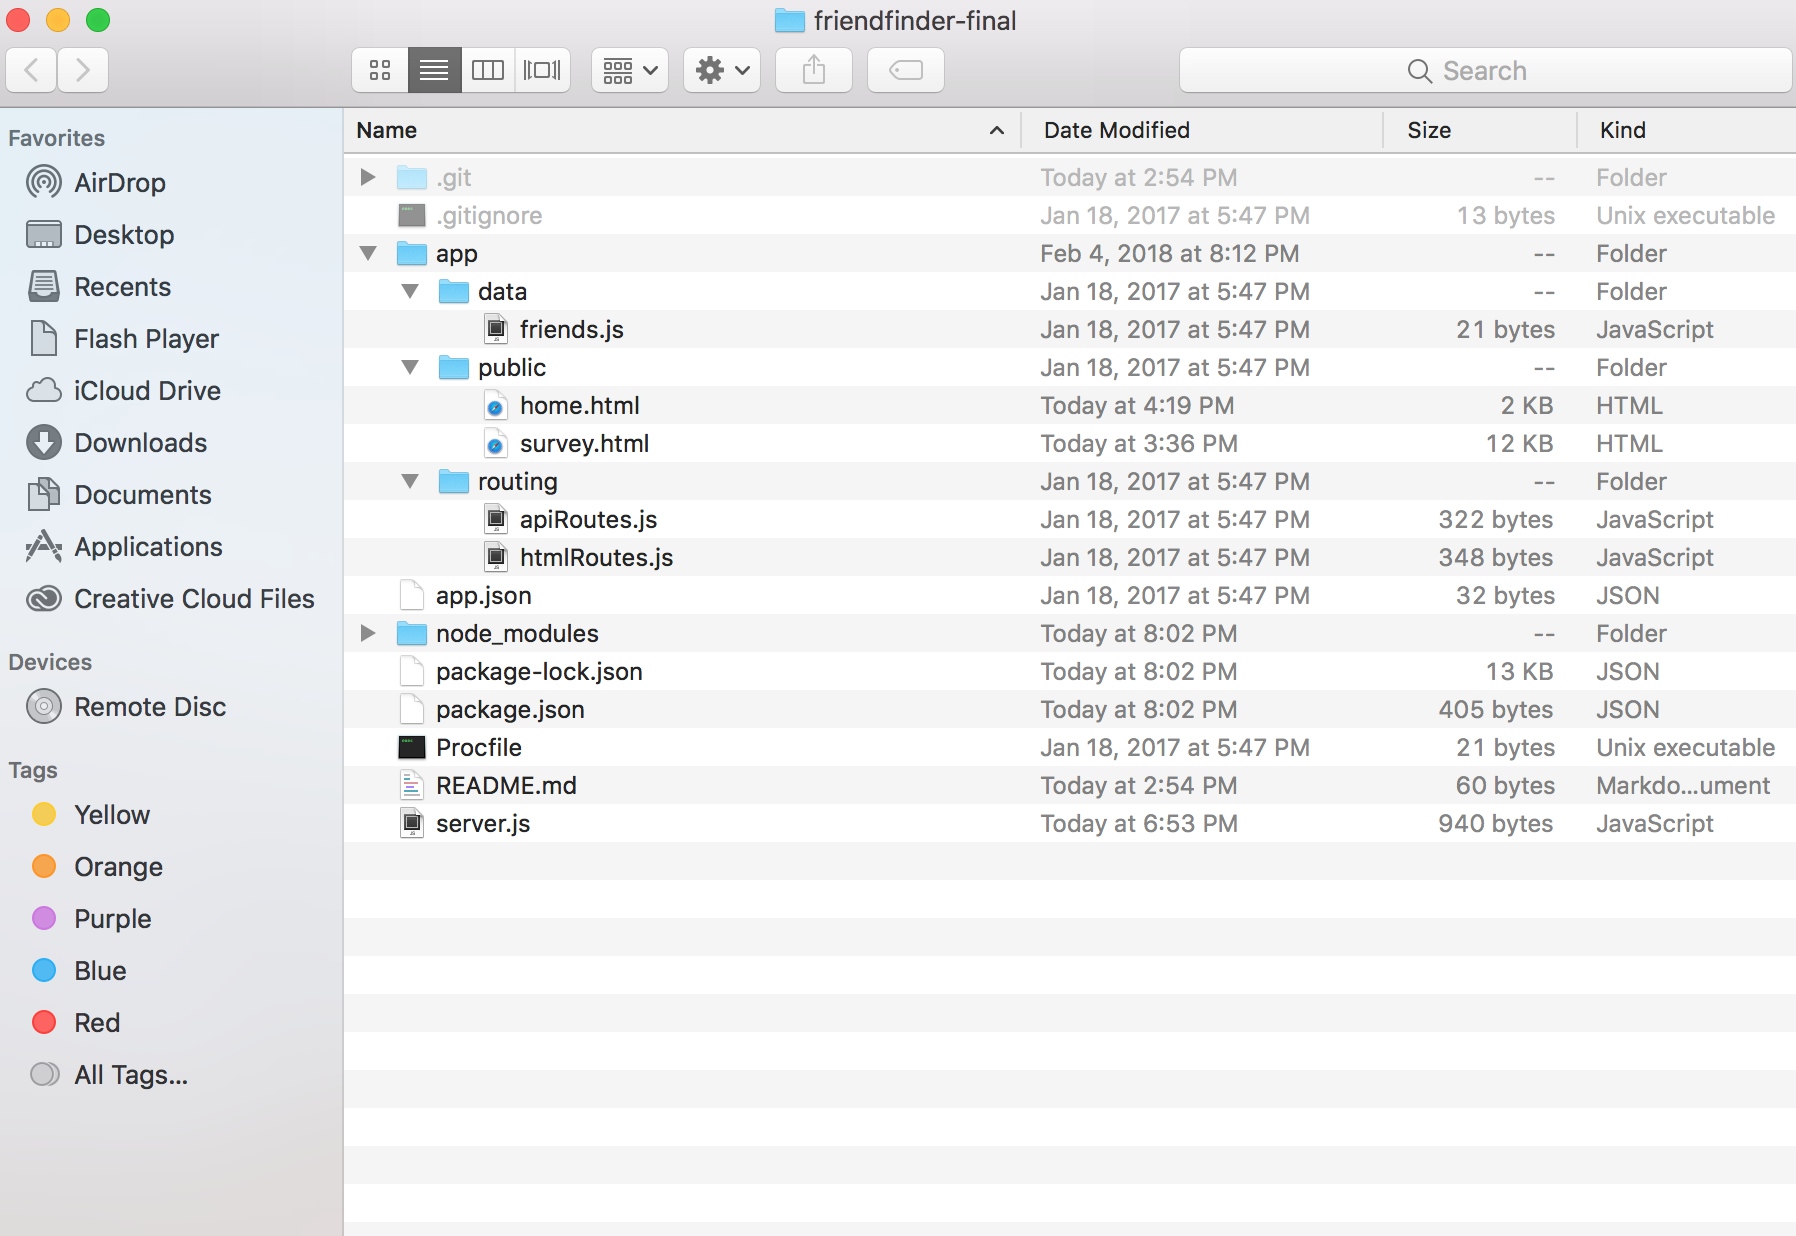 friendfinder-final
Search
Favorites
AirDrop
Desktop
Recents
Flash Player
iCloud Drive
Downloads
Documents
Applications
Creative Cloud Files
Devices
Remote Disc
Tags
Yellow
Orange
Purple
Blue
Red
All Tags...
Name Date Modified Size Kind
.git Today at 2:54 PM -- Folder
.gitignore Jan 18, 2017 at 5:47 PM 13 bytes Unix executable
app Feb 4, 2018 at 8:12 PM -- Folder
data Jan 18, 2017 at 5:47 PM -- Folder
friends.js Jan 18, 2017 at 5:47 PM 21 bytes JavaScript
public Jan 18, 2017 at 5:47 PM -- Folder
home.html Today at 4:19 PM 2 KB HTML
survey.html Today at 3:36 PM 12 KB HTML
routing Jan 18, 2017 at 5:47 PM -- Folder
apiRoutes.js Jan 18, 2017 at 5:47 PM 322 bytes JavaScript
htmlRoutes.js Jan 18, 2017 at 5:47 PM 348 bytes JavaScript
app.json Jan 18, 2017 at 5:47 PM 32 bytes JSON
node_modules Today at 8:02 PM -- Folder
package-lock.json Today at 8:02 PM 13 KB JSON
package.json Today at 8:02 PM 405 bytes JSON
Procfile Jan 18, 2017 at 5:47 PM 21 bytes Unix executable
README.md Today at 2:54 PM 60 bytes Markdo...ument
server.js Today at 6:53 PM 940 bytes JavaScript